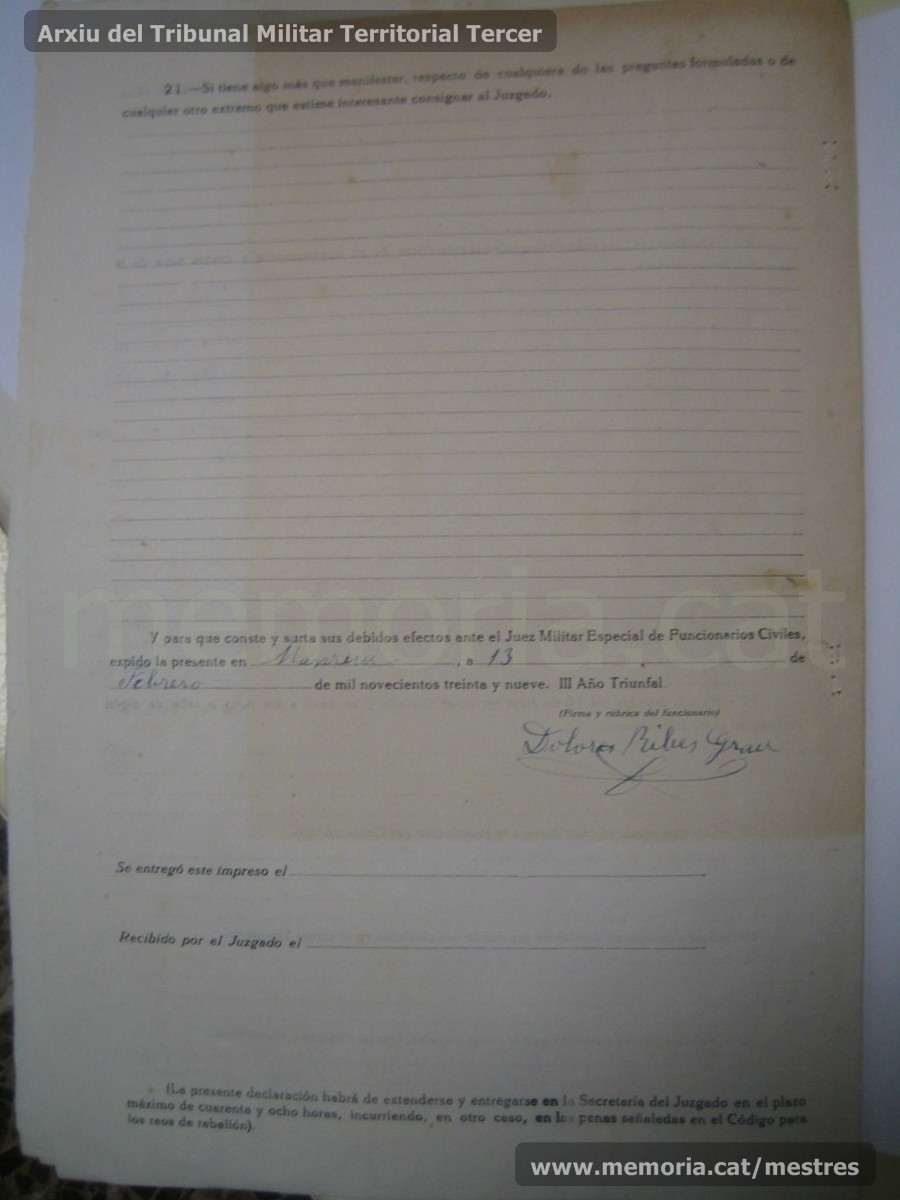 Arxiu del Tribunal Militar Territorial Tercer
21.—Si tiene algo más que manifestar, respecto de cualquiera de las preguntas formuladas o de
cualquier otro extremo que estime interesante consignar al Juzgado.
memoria.cat
Y para que conste y surta sus debidos efectos ante el Juez Militar Especial de Funcionarios Civiles,
expido la presente en Manresa, a 13 de
Febrero de mil novecientos treinta y nueve. III Año Triunfal.
(Firma y rúbrica del funcionario)
Dolores Ribes Grau
Se entregó este impreso el
Recibido por el Juzgado el
(La presente declaración habrá de extenderse y entregarse en la Secretaría del Juzgado en el plazo
máximo de cuarenta y ocho horas, incurriendo, en otro caso, en las penas señaladas en el Código para
los reos de rebelión).
www.memoria.cat/mestres